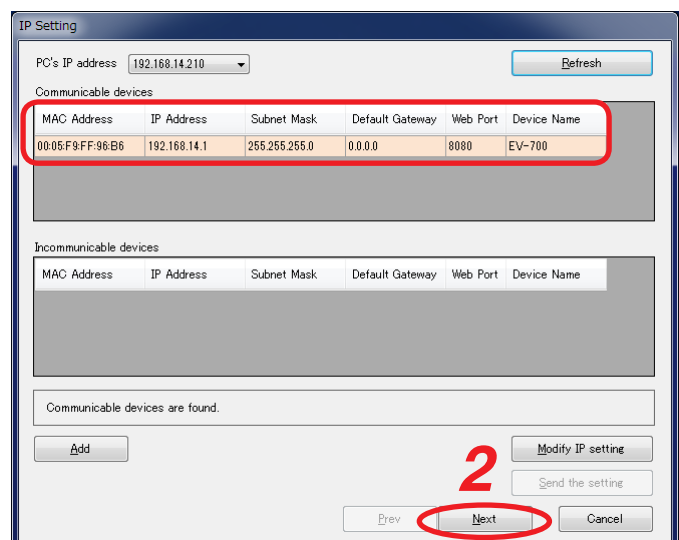 IP Setting
PC's IP address 192.168.14.210 Refresh
Communicable devices
MAC Address IP Address Subnet Mask Default Gateway Web Port Device Name
00:05:F9:FF:96:B6 192.168.14.1 255.255.255.0 0.0.0.0 8080 EV-700
Incommunicable devices
MAC Address IP Address Subnet Mask Default Gateway Web Port Device Name
Communicable devices are found.
Add 2 Modify IP setting
Send the setting
Prev Next Cancel